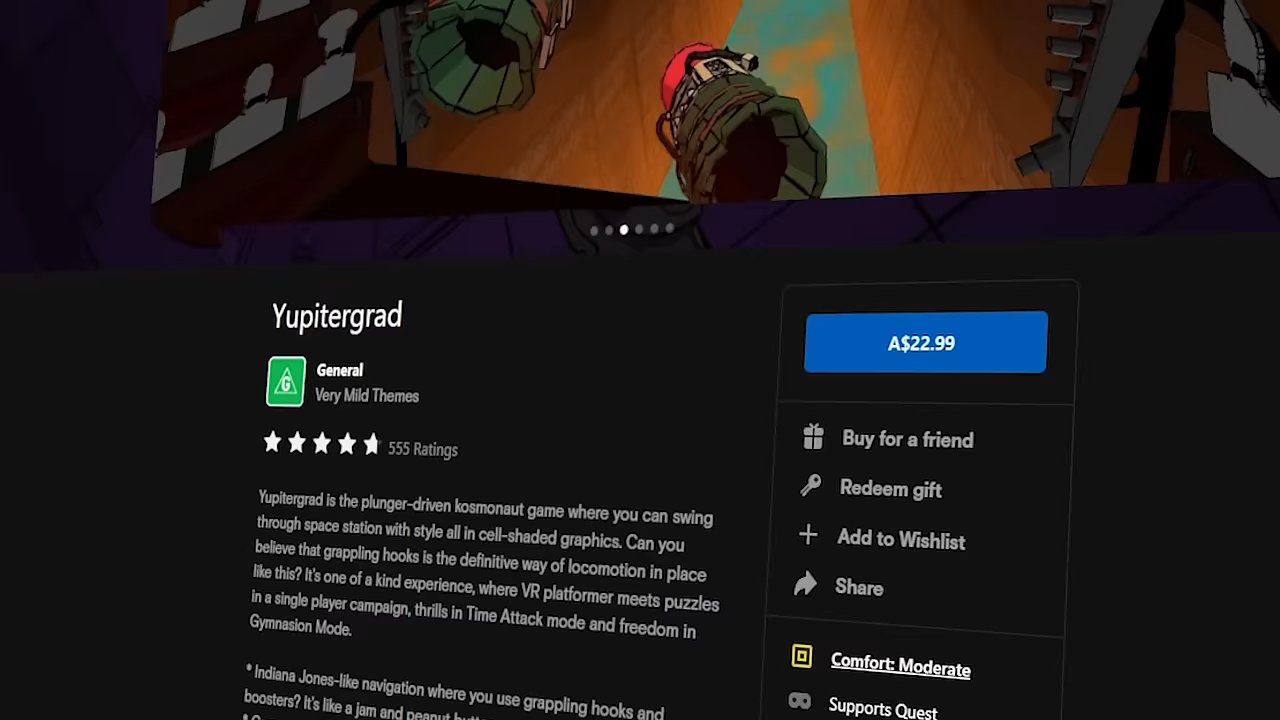 Yupitergrad
G
General
Very Mild Themes
555 Ratings
Yupitergrad is the plunger-driven kosmonaut game where you can swing
through space station with style all in cell-shaded graphics. Can you
believe that grappling hooks is the definitive way of locomotion in place
like this? It's one of a kind experience, where VR platformer meets puzzles
in a single player campaign, thrills in Time Attack mode and freedom in
Gymnasion Mode.
* Indiana Jones-like navigation where you use grappling hooks and
boosters? It's like a jam and peanut
A$22.99
Buy for a friend
Redeem gift
Add to Wishlist
Share
Comfort: Moderate
Supports Quest